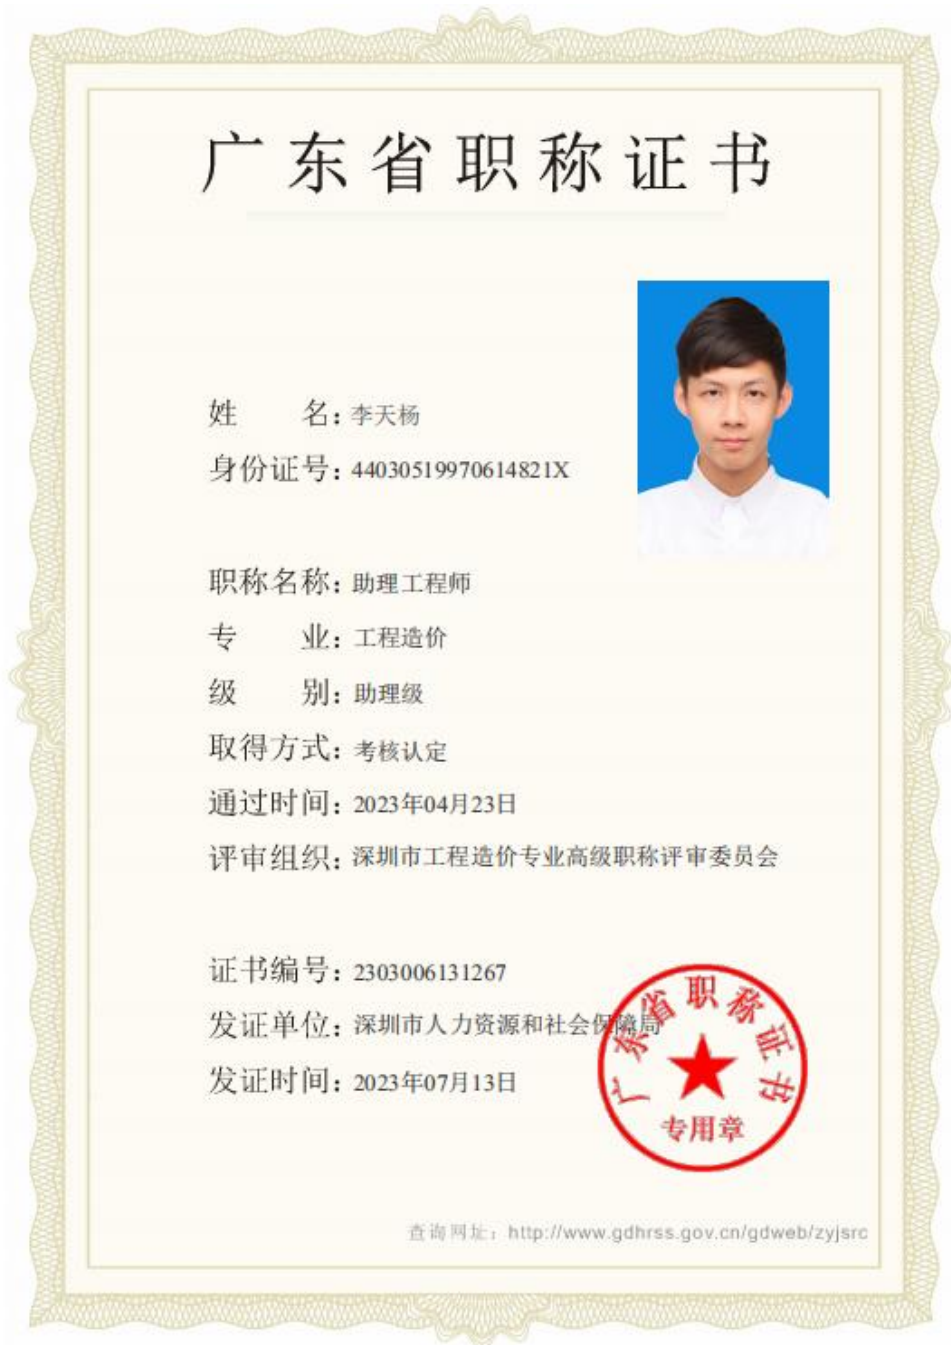 广东省职称证书
姓 名：李天杨
身份证号：44030519970614821X
职称名称：助理工程师
专 业：工程造价
级 别：助理级
取得方式：考核认定
通过时间：2023年04月23日
评审组织：深圳市工程造价专业高级职称评审委员会
证书编号：2303006131267
发证单位：深圳市人力资源和社会保障局
发证时间：2023年07月13日
广东省职称证书
专用章
查询网址：http://www.gdhrss.gov.cn/gdweb/zyjsrc